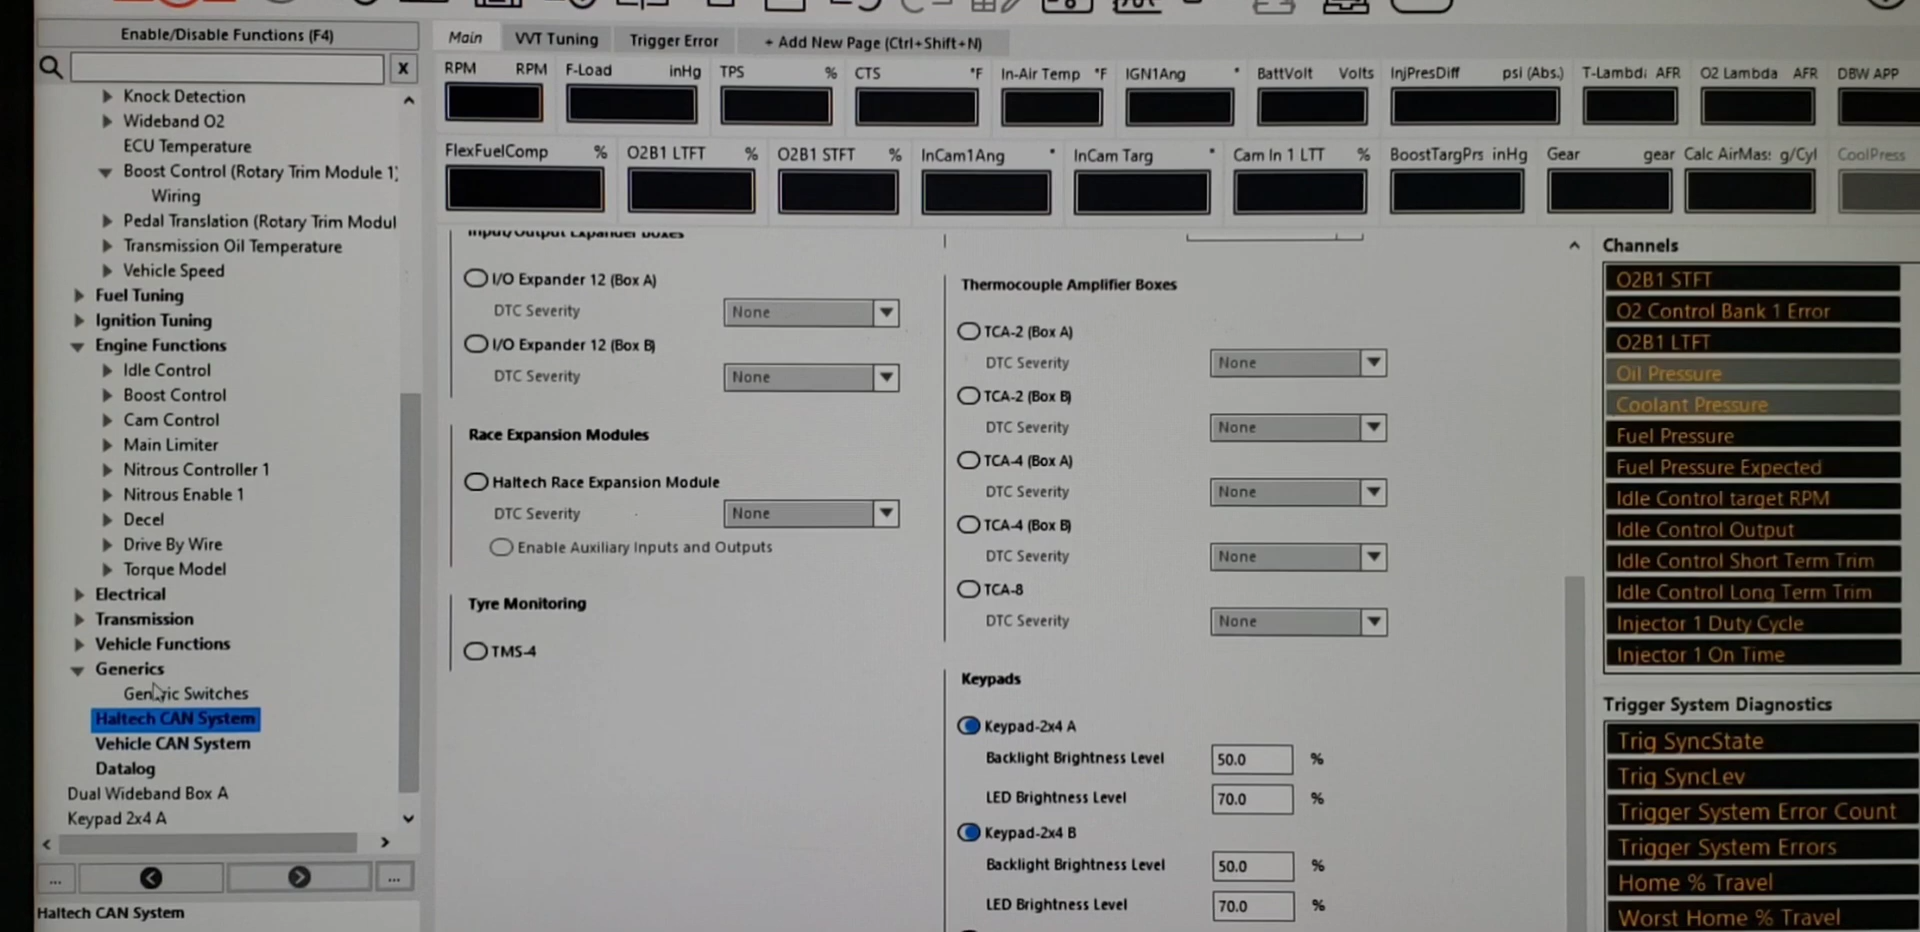 Enable/Disable Functions (F4)
X
Knock Detection
Wideband O2
ECU Temperature
Boost Control (Rotary Trim Module 1)
Wiring
Pedal Translation (Rotary Trim Modul
Transmission Oil Temperature
Vehicle Speed
Fuel Tuning
Ignition Tuning
Engine Functions
Idle Control
Boost Control
Cam Control
Main Limiter
Nitrous Controller 1
Nitrous Enable 1
Decel
Drive By Wire
Torque Model
Electrical
Transmission
Vehicle Functions
Generics
Generic Switches
Haltech CAN System
Vehicle CAN System
Datalog
Dual Wideband Box A
Keypad 2x4 A
... ...
Haltech CAN System
Main VVT Tuning Trigger Error + Add New Page (Ctrl+Shift+N)
RPM RPM F-Load inHg TPS % CTS °F In-Air Temp °F IGN1Ang ° BattVolt Volts InjPresDiff psi (Abs.) T-Lambd: AFR O2 Lambda AFR DBW APP
FlexFuelComp % O2B1 LTFT % O2B1 STFT % InCam1Ang ° InCam Targ ° Cam In 1 LTT % BoostTargPrs inHg Gear gear Calc AirMas: g/Cyl CoolPress
Input/Output Expander Boxes
I/O Expander 12 (Box A)
DTC Severity None
I/O Expander 12 (Box B)
DTC Severity None
Race Expansion Modules
Haltech Race Expansion Module
DTC Severity None
Enable Auxiliary Inputs and Outputs
Tyre Monitoring
TMS-4
Thermocouple Amplifier Boxes
TCA-2 (Box A)
DTC Severity None
TCA-2 (Box B)
DTC Severity None
TCA-4 (Box A)
DTC Severity None
TCA-4 (Box B)
DTC Severity None
TCA-8
DTC Severity None
Keypads
Keypad-2x4 A
Backlight Brightness Level 50.0 %
LED Brightness Level 70.0 %
Keypad-2x4 B
Backlight Brightness Level 50.0 %
LED Brightness Level 70.0 %
Channels
O2B1 STFT
O2 Control Bank 1 Error
O2B1 LTFT
Oil Pressure
Coolant Pressure
Fuel Pressure
Fuel Pressure Expected
Idle Control target RPM
Idle Control Output
Idle Control Short Term Trim
Idle Control Long Term Trim
Injector 1 Duty Cycle
Injector 1 On Time
Trigger System Diagnostics
Trig SyncState
Trig SyncLev
Trigger System Error Count
Trigger System Errors
Home % Travel
Worst Home % Travel